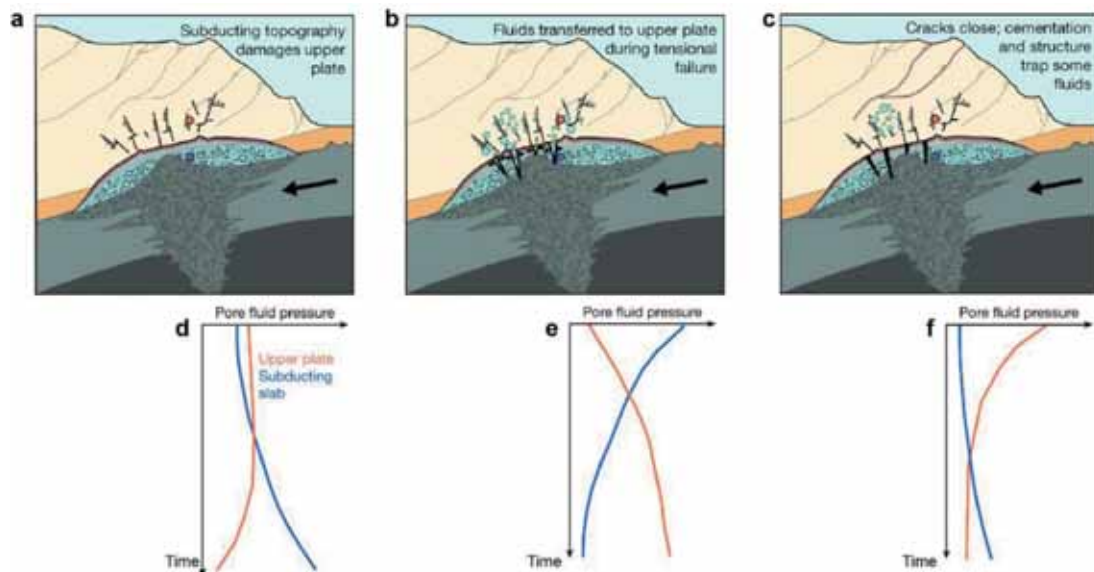 a
Subducting topography
damages upper
plate
b
Fluids transferred to upper plate
during tensional
failure
c
Cracks close; cementation
and structure
trap some
fluids
d
Pore fluid pressure
Upper plate
Subducting
slab
Time
e
Pore fluid pressure
Time
f
Pore fluid pressure
Time